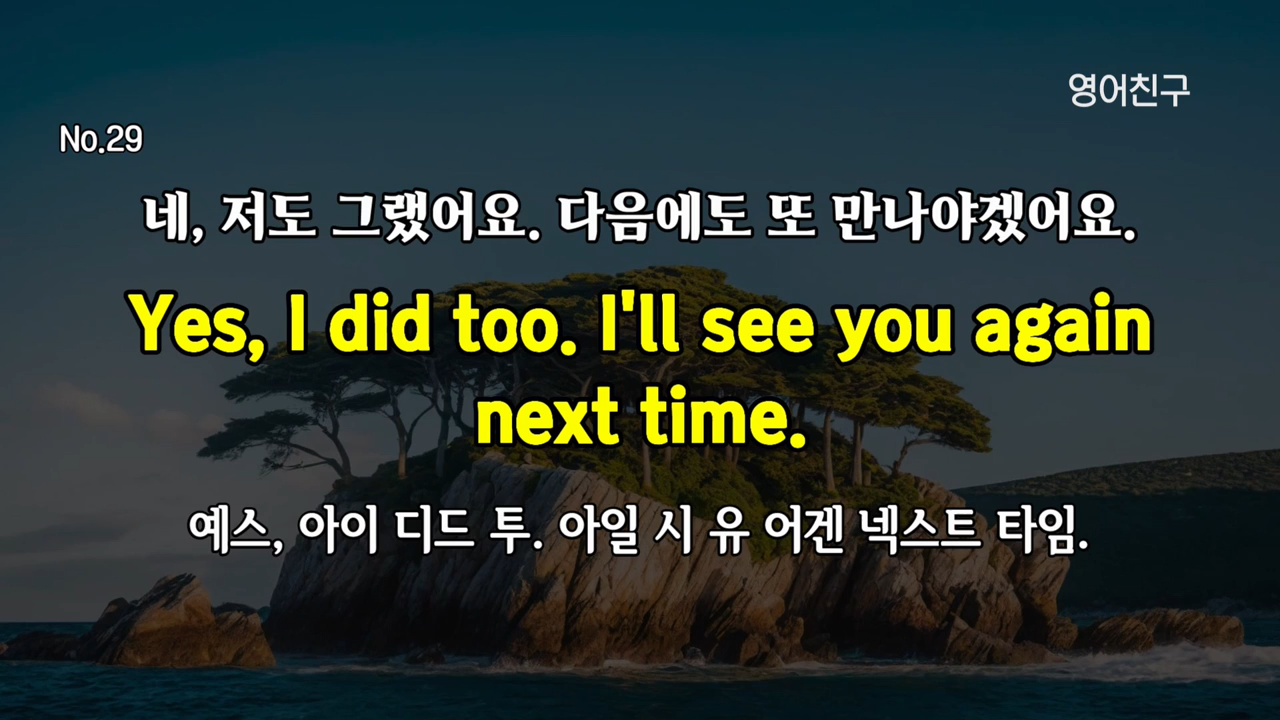 영어친구
No.29
네, 저도 그랬어요. 다음에도 또 만나야겠어요.
Yes, I did too. I'll see you again
next time.
예스, 아이 디드 투. 아일 시 유 어겐 넥스트 타임.